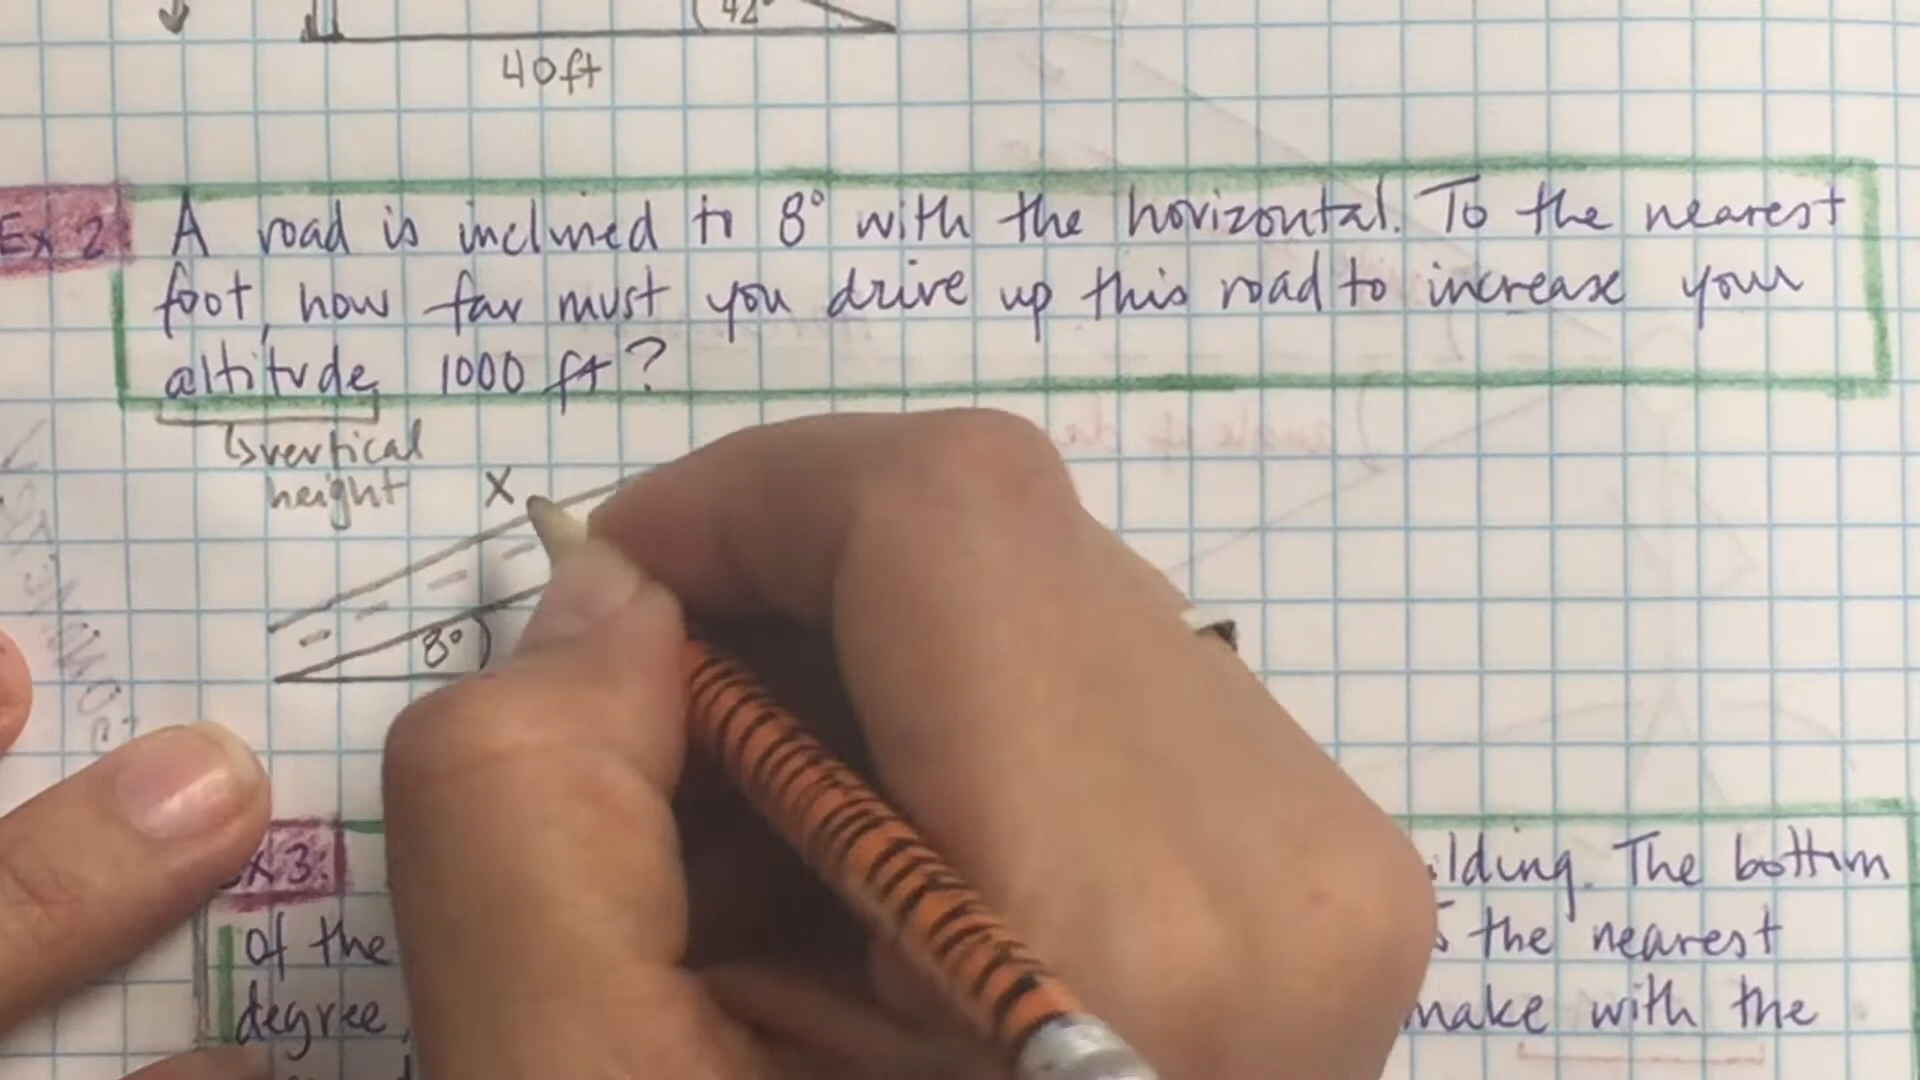 42°
40ft
Ex 2
A road is inclined to 8° with the horizontal. To the nearest
foot, how far must you drive up this road to increase your
altitude 1000 ft?
↳vertical
height
X
8°
Ex 3:
lding. The bottom
of the
the nearest
degree,
make with the